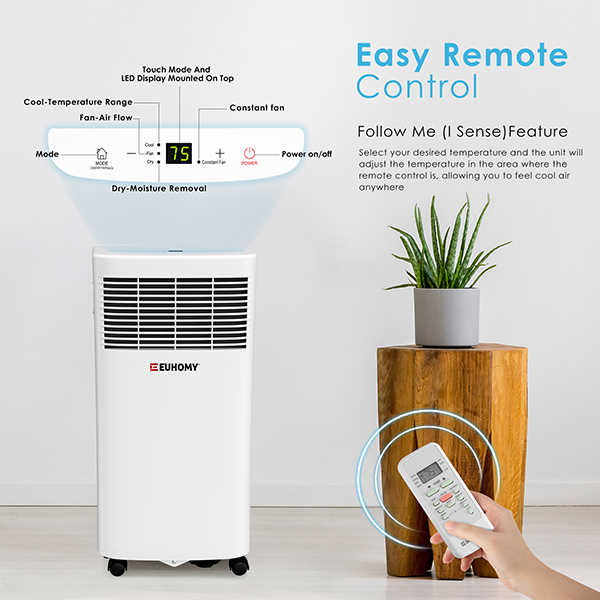 Easy Remote
Control
Follow Me (I Sense)Feature
Select your desired temperature and the unit will
adjust the temperature in the area where the
remote control is, allowing you to feel cool air
anywhere
Touch Mode And
LED Display Mounted On Top
Cool-Temperature Range
Fan-Air Flow
Constant fan
Mode
Power on/off
Dry-Moisture Removal
MODE
Cool
Fan
Dry
75
Constant Fan
POWER
EUHOMY